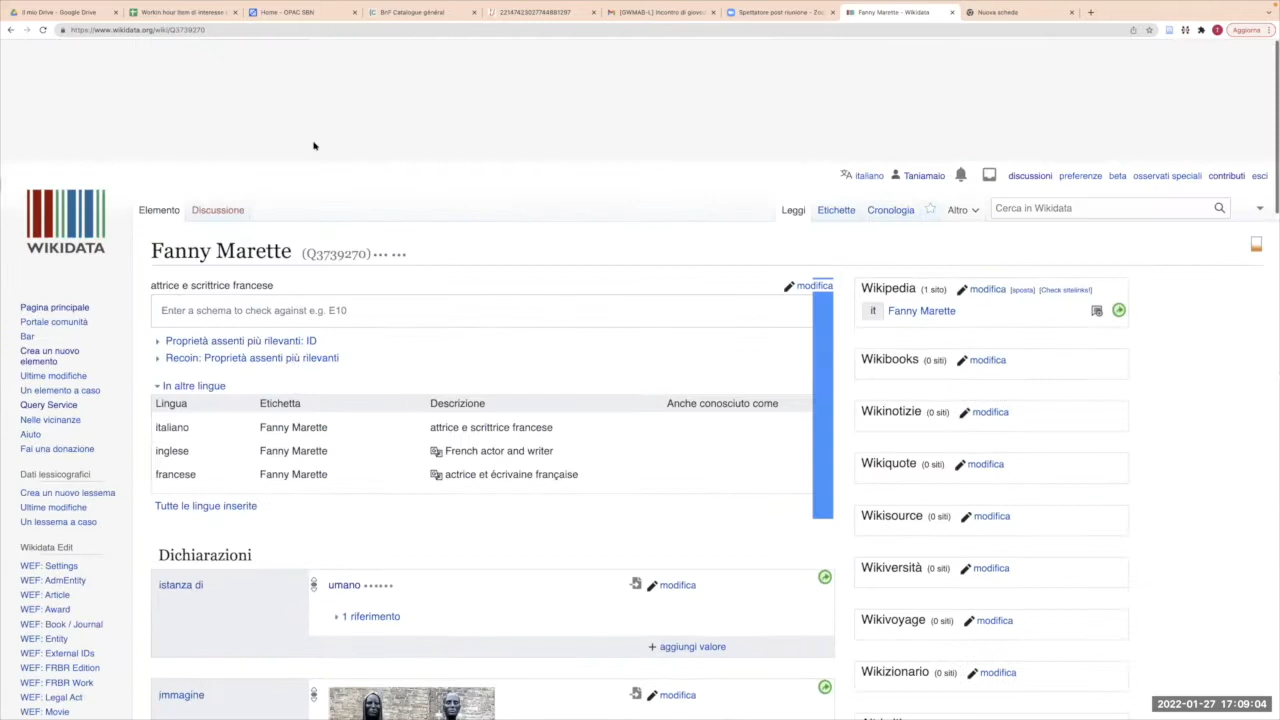 il mio Drive - Google Drive
Workin hour Item di interesse
Home - OPAC SBN
BnF Catalogue général
22147423027744881297
[GWMAB-L] Incontro di giove
Spettatore post riunione - Zo
Fanny Marette - Wikidata
Nuova scheda
https://www.wikidata.org/wiki/Q3739270
Aggiorna
italiano Taniamaio discussioni preferenze beta osservati speciali contributi esci
WIKIDATA
Elemento Discussione
Leggi Etichette Cronologia Altro
Cerca in Wikidata
Fanny Marette (Q3739270)
attrice e scrittrice francese
modifica
Enter a schema to check against e.g. E10
Proprietà assenti più rilevanti: ID
Recoin: Proprietà assenti più rilevanti
In altre lingue
Lingua Etichetta Descrizione Anche conosciuto come
italiano Fanny Marette attrice e scrittrice francese
inglese Fanny Marette French actor and writer
francese Fanny Marette actrice et écrivaine française
Tutte le lingue inserite
Dichiarazioni
istanza di
umano
modifica
1 riferimento
+ aggiungi valore
immagine
modifica
Pagina principale
Portale comunità
Bar
Crea un nuovo
elemento
Ultime modifiche
Un elemento a caso
Query Service
Nelle vicinanze
Aiuto
Fai una donazione
Dati lessicografici
Crea un nuovo lessema
Ultime modifiche
Un lessema a caso
Wikidata Edit
WEF: Settings
WEF: AdmEntity
WEF: Article
WEF: Award
WEF: Book / Journal
WEF: Entity
WEF: External IDs
WEF: FRBR Edition
WEF: FRBR Work
WEF: Legal Act
WEF: Movie
Wikipedia (1 sito) modifica [sposta] [Check sitelinks!]
it Fanny Marette
Wikibooks (0 siti) modifica
Wikinotizie (0 siti) modifica
Wikiquote (0 siti) modifica
Wikisource (0 siti) modifica
Wikiversità (0 siti) modifica
Wikivoyage (0 siti) modifica
Wikizionario (0 siti) modifica
2022-01-27 17:09:04